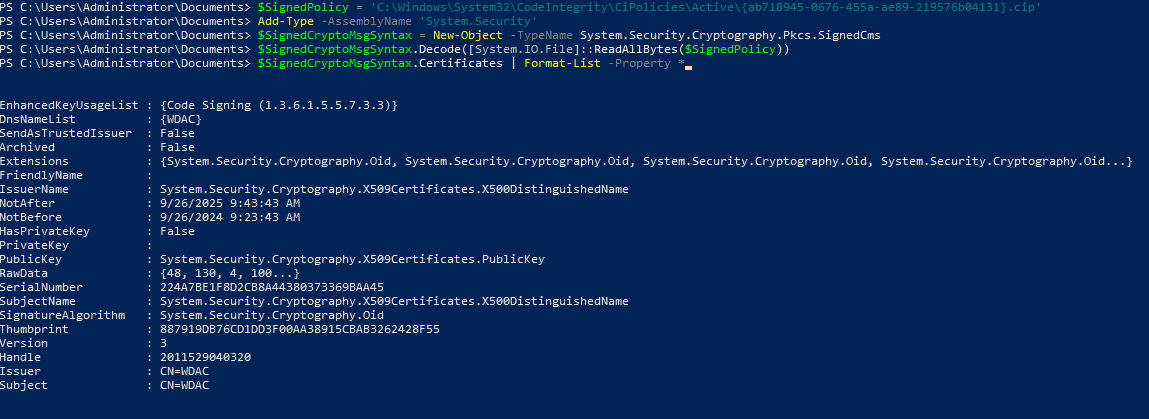 PS C:\Users\Administrator\Documents> $SignedPolicy = 'C:\Windows\System32\CodeIntegrity\CiPolicies\Active\{ab718945-0676-455a-ae89-219576b04131}.cip'
PS C:\Users\Administrator\Documents> Add-Type -AssemblyName 'System.Security'
PS C:\Users\Administrator\Documents> $SignedCryptoMsgSyntax = New-Object -TypeName System.Security.Cryptography.Pkcs.SignedCms
PS C:\Users\Administrator\Documents> $SignedCryptoMsgSyntax.Decode([System.IO.File]::ReadAllBytes($SignedPolicy))
PS C:\Users\Administrator\Documents> $SignedCryptoMsgSyntax.Certificates | Format-List -Property *
EnhancedKeyUsageList : {Code Signing (1.3.6.1.5.5.7.3.3)}
DnsNameList : {WDAC}
SendAsTrustedIssuer : False
Archived : False
Extensions : {System.Security.Cryptography.Oid, System.Security.Cryptography.Oid, System.Security.Cryptography.Oid, System.Security.Cryptography.Oid...}
FriendlyName :
IssuerName : System.Security.Cryptography.X509Certificates.X500DistinguishedName
NotAfter : 9/26/2025 9:43:43 AM
NotBefore : 9/26/2024 9:23:43 AM
HasPrivateKey : False
PrivateKey :
PublicKey : System.Security.Cryptography.X509Certificates.PublicKey
RawData : {48, 130, 4, 100...}
SerialNumber : 224A7BE1F8D2CB8A44380373369BAA45
SubjectName : System.Security.Cryptography.X509Certificates.X500DistinguishedName
SignatureAlgorithm : System.Security.Cryptography.Oid
Thumbprint : 887919DB76CD1DD3F00AA38915CBAB3262428F55
Version : 3
Handle : 2011529040320
Issuer : CN=WDAC
Subject : CN=WDAC